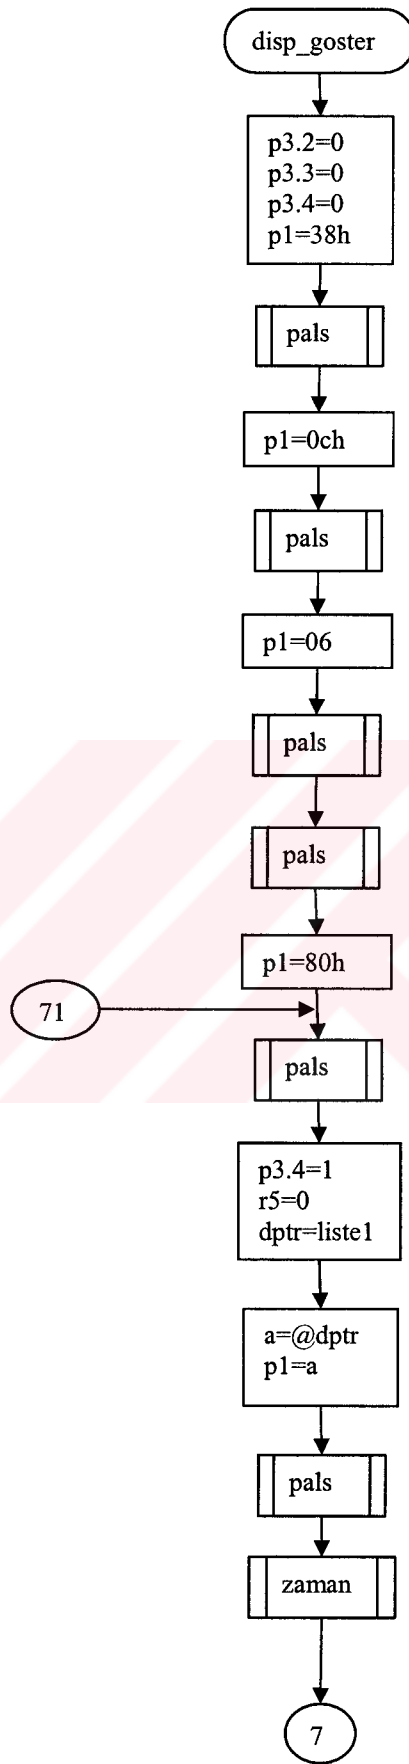 disp_goster
p3.2=0
p3.3=0
p3.4=0
p1=38h
pals
p1=0ch
pals
p1=06
pals
pals
p1=80h
71
pals
p3.4=1
r5=0
dptr=liste1
a=@dptr
p1=a
pals
zaman
7